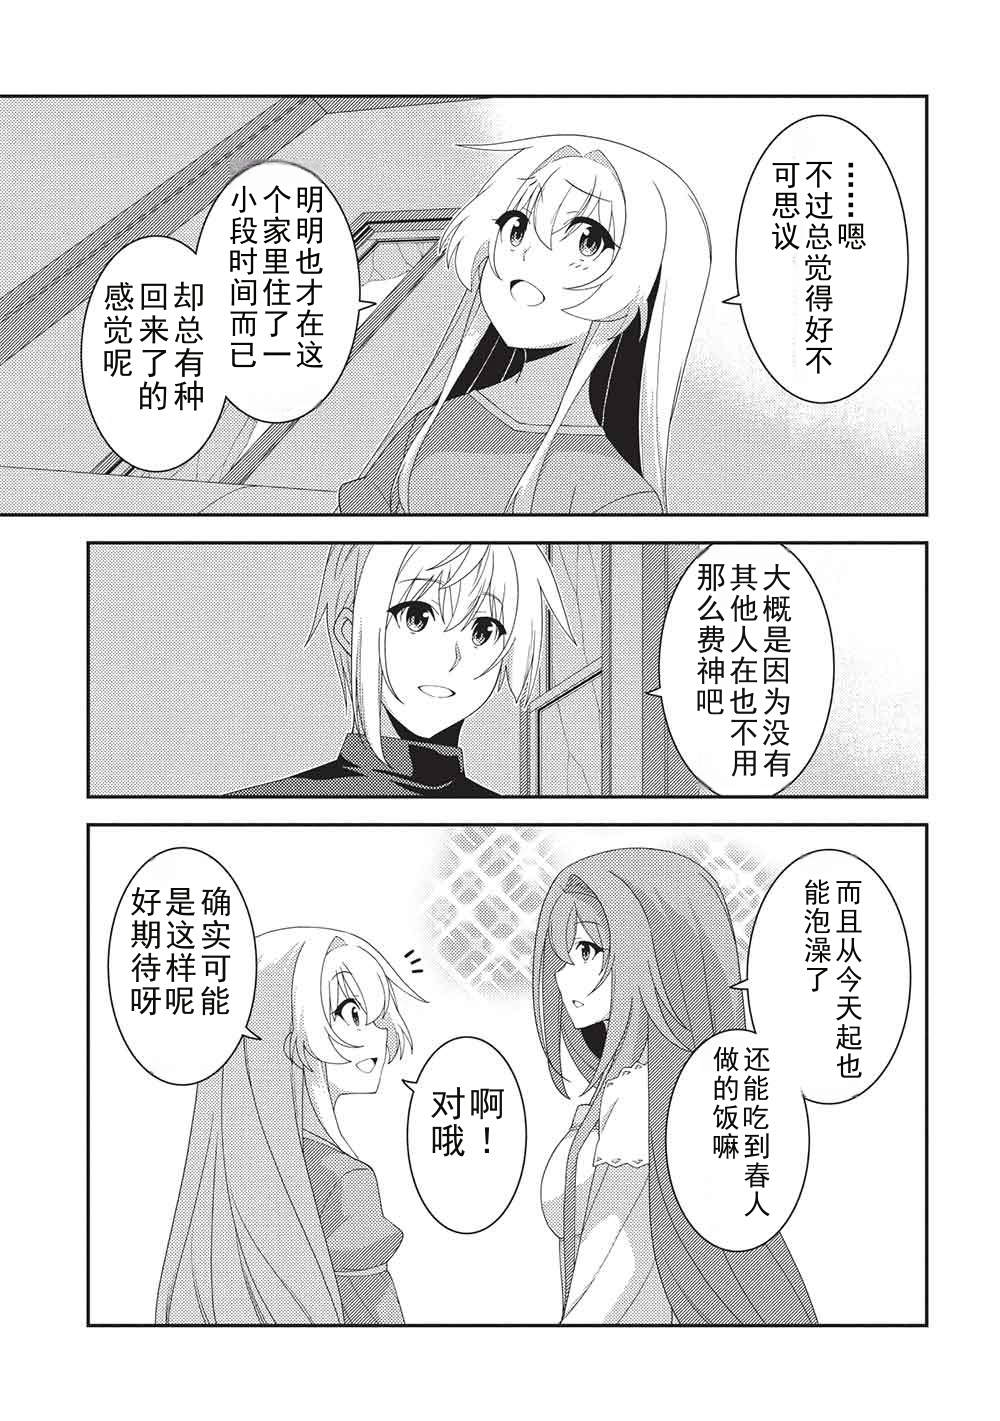 ……嗯
不过总觉得好不
可思议
明明也才在这
个家里住了一
小段时间而已
却总有种
回来了的
感觉呢
大概是因为没有
其他人在也不用
那么费神吧
而且从今天起也
能泡澡了
还能吃到春人
做的饭嘛
啊！
对哦
确实可能
是这样呢
好期待呀